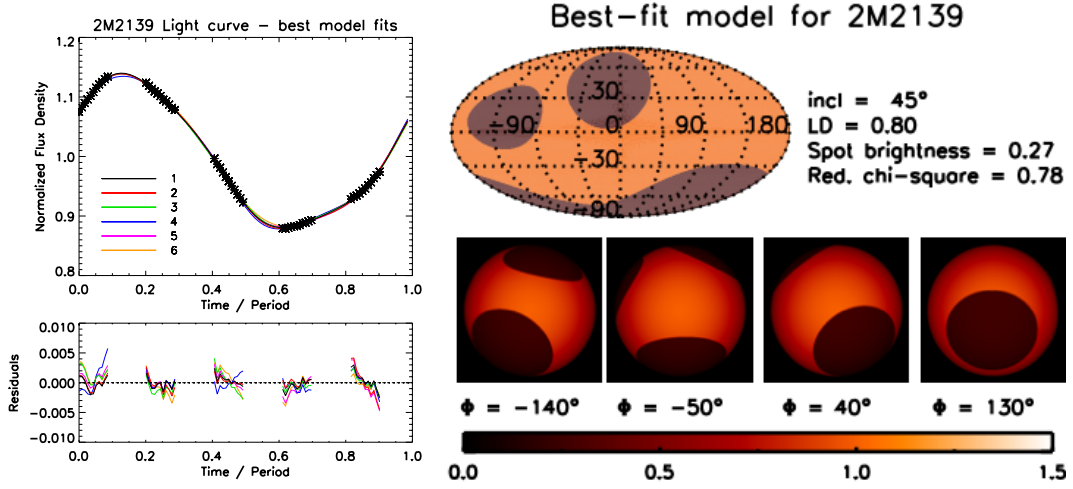 2M2139 Light curve – best model fits
1.2
1.1
1.0
0.9
0.8
Normalized Flux Density
1
2
3
4
5
6
0.0 0.2 0.4 0.6 0.8 1.0
Time / Period
0.010
0.005
0.000
−0.005
−0.010
Residuals
0.0 0.2 0.4 0.6 0.8 1.0
Time / Period
Best−fit model for 2M2139
30
−90 0 90 180
−30
−90
incl = 45°
LD = 0.80
Spot brightness = 0.27
Red. chi−square = 0.78
Φ = −140° Φ = −50° Φ = 40° Φ = 130°
0.0 0.5 1.0 1.5